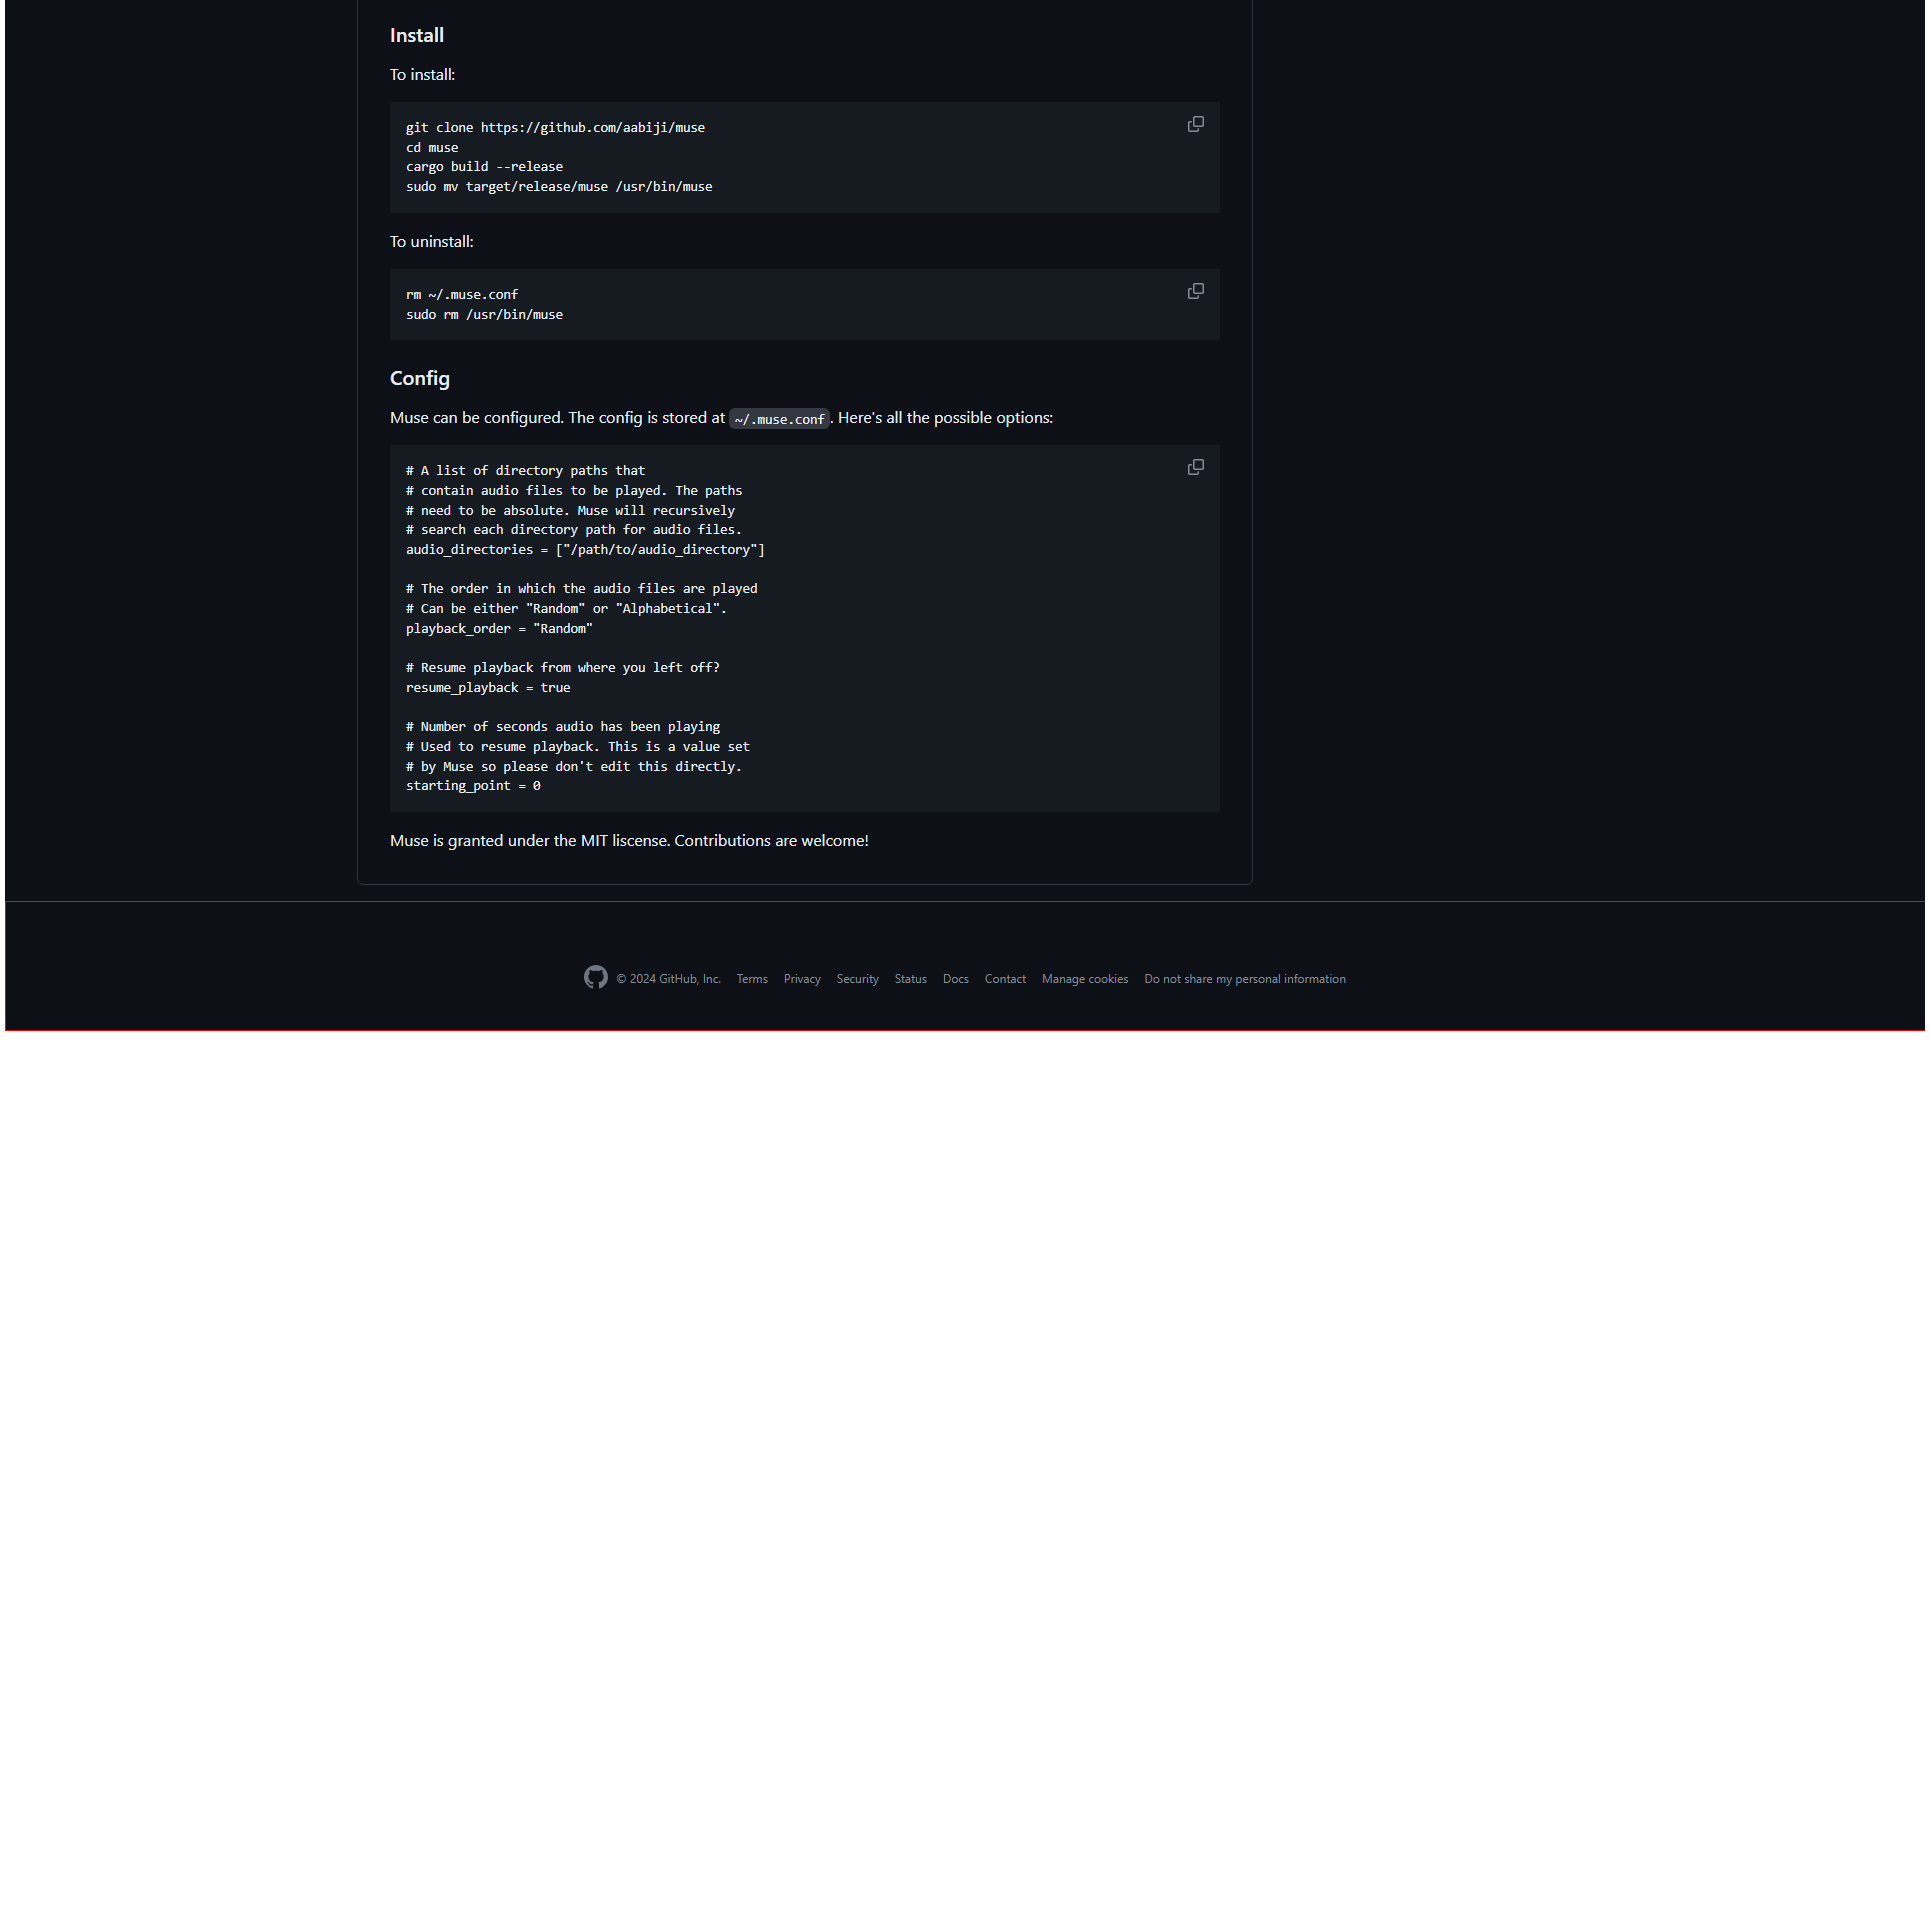 Install
To install:
git clone https://github.com/aabiji/muse
cd muse
cargo build --release
sudo mv target/release/muse /usr/bin/muse
To uninstall:
rm ~/.muse.conf
sudo rm /usr/bin/muse
Config
Muse can be configured. The config is stored at ~/.muse.conf. Here's all the possible options:
# A list of directory paths that
# contain audio files to be played. The paths
# need to be absolute. Muse will recursively
# search each directory path for audio files.
audio_directories = ["/path/to/audio_directory"]
# The order in which the audio files are played
# Can be either "Random" or "Alphabetical".
playback_order = "Random"
# Resume playback from where you left off?
resume_playback = true
# Number of seconds audio has been playing
# Used to resume playback. This is a value set
# by Muse so please don't edit this directly.
starting_point = 0
Muse is granted under the MIT liscense. Contributions are welcome!
© 2024 GitHub, Inc. Terms Privacy Security Status Docs Contact Manage cookies Do not share my personal information